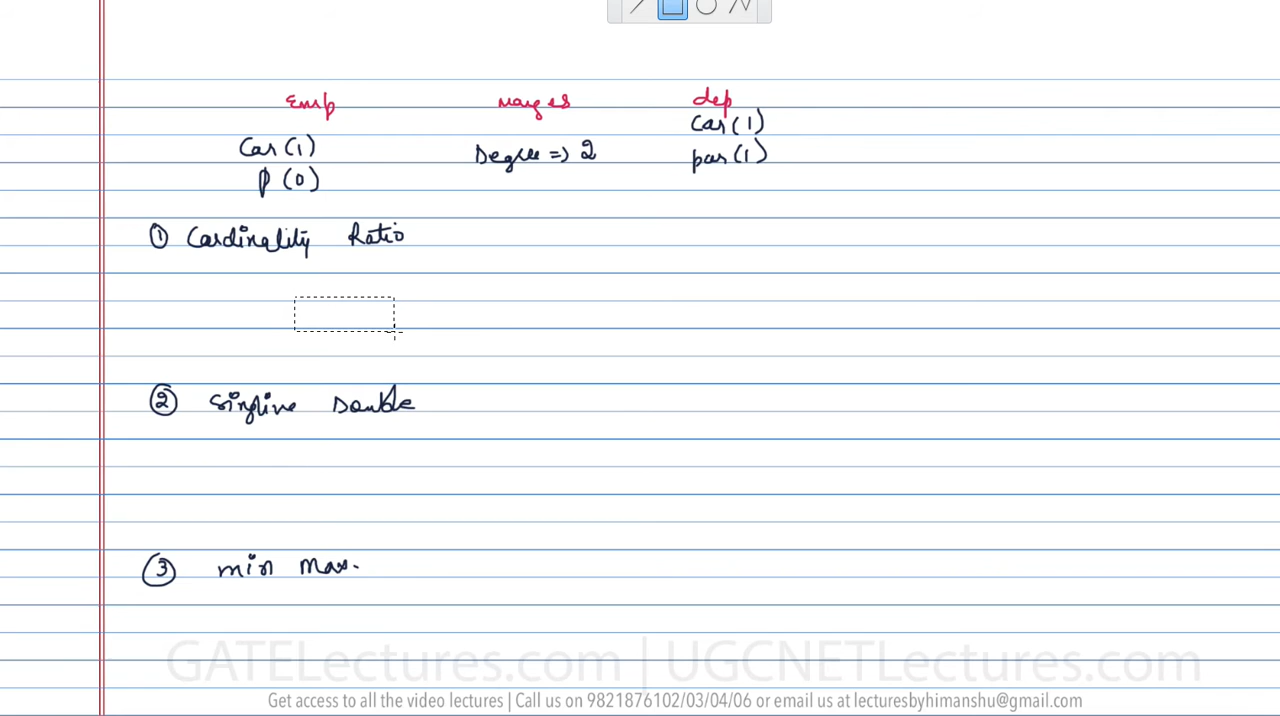 Emp Manges dep
Car(1)
Car(1) Degree => 2 par(1)
P(0)
① Cardinality Ratio
② Singline Double
③ min Max.
GATELectures.com | UGCNETLectures.com
Get access to all the video lectures | Call us on 9821876102/03/04/06 or email us at lecturesbyhimanshu@gmail.com